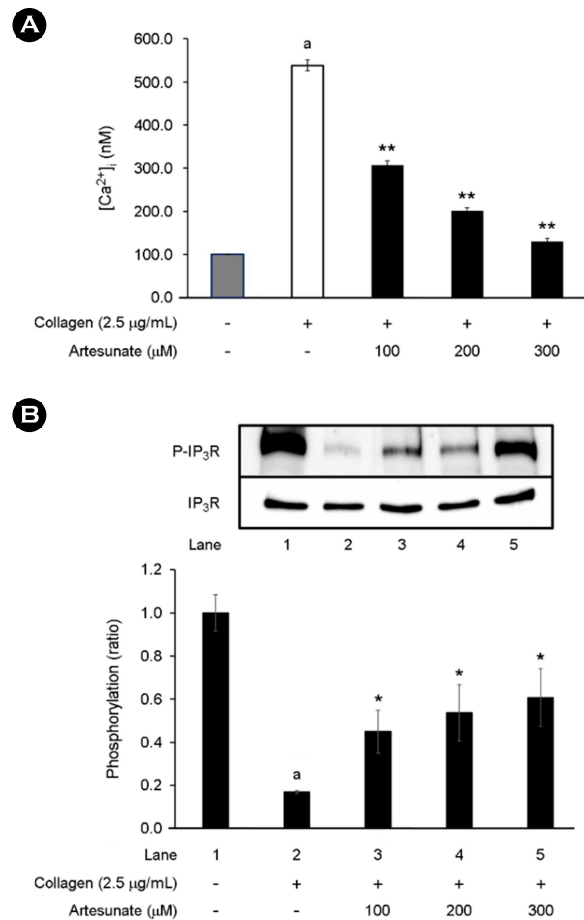 A
600.0
500.0
400.0
300.0
200.0
100.0
0.0
[Ca2+]i (nM)
a
**
**
**
Collagen (2.5 μg/mL) - + + + +
Artesunate (μM) - - 100 200 300
B
P-IP3R
IP3R
Lane 1 2 3 4 5
1.2
1.0
0.8
0.6
0.4
0.2
0.0
Phosphorylation (ratio)
a
*
*
*
Lane 1 2 3 4 5
Collagen (2.5 μg/mL) - + + + +
Artesunate (μM) - - 100 200 300